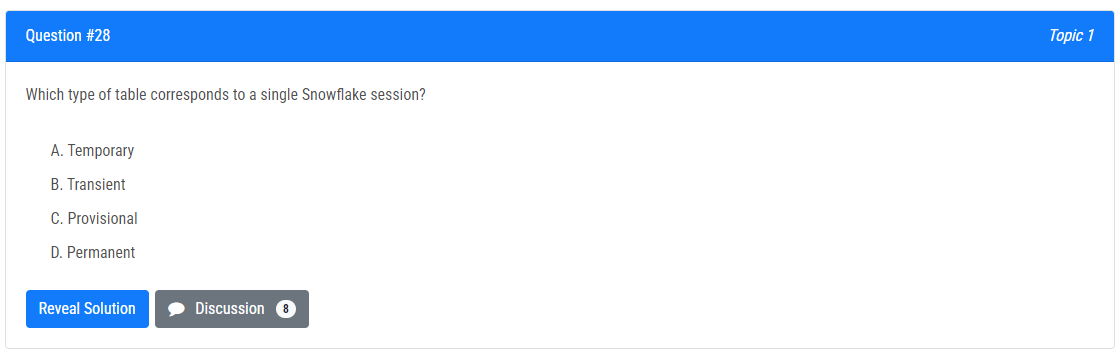 Question #28 Topic 1
Which type of table corresponds to a single Snowflake session?
A. Temporary
B. Transient
C. Provisional
D. Permanent
Reveal Solution Discussion 8